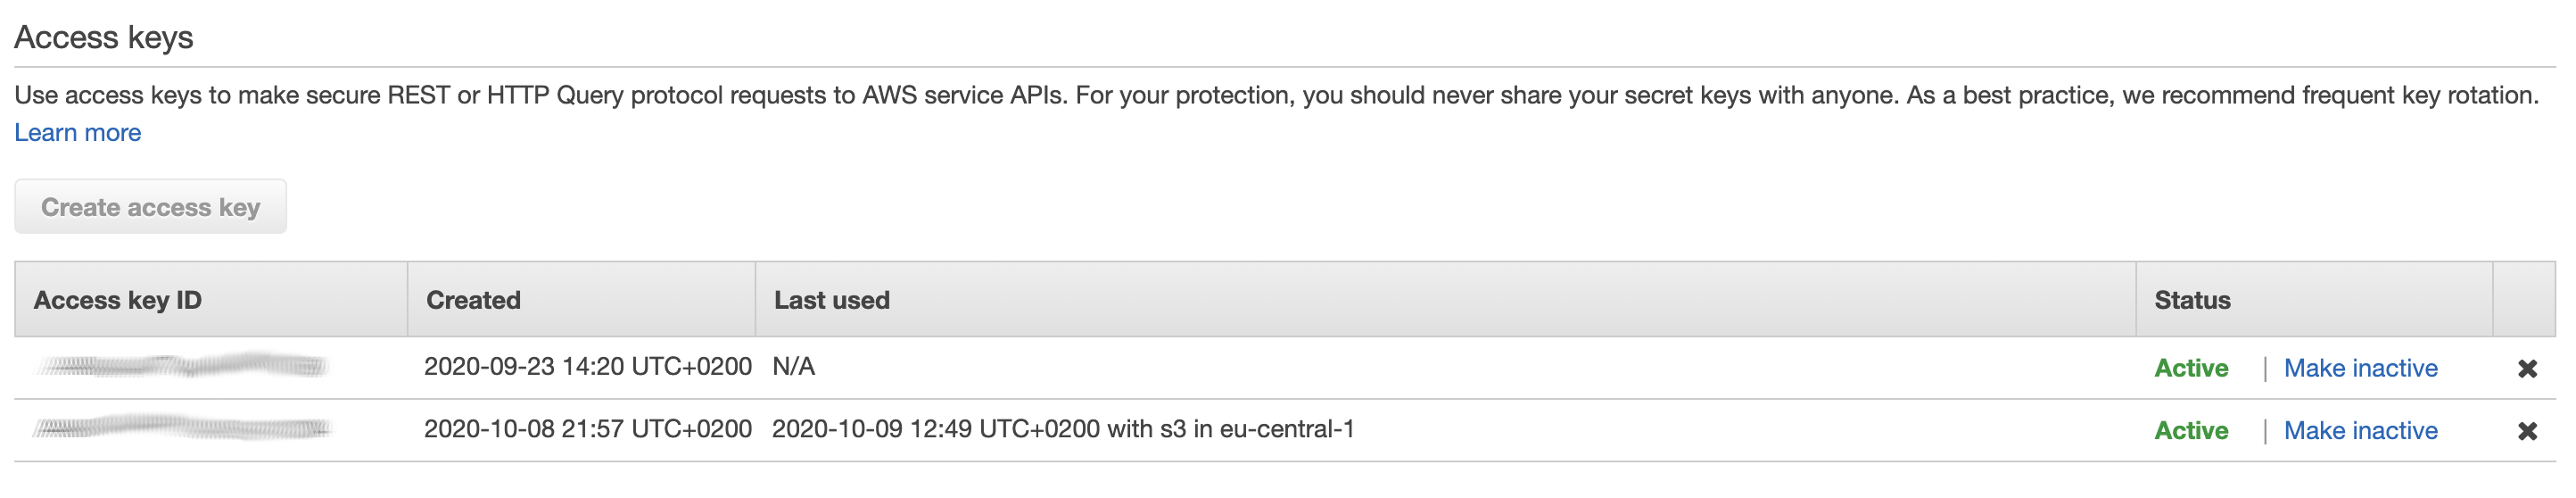 Access keys
Use access keys to make secure REST or HTTP Query protocol requests to AWS service APIs. For your protection, you should never share your secret keys with anyone. As a best practice, we recommend frequent key rotation.
Learn more
Create access key
Access key ID Created Last used Status
2020-09-23 14:20 UTC+0200 N/A Active | Make inactive ✖
2020-10-08 21:57 UTC+0200 2020-10-09 12:49 UTC+0200 with s3 in eu-central-1 Active | Make inactive ✖